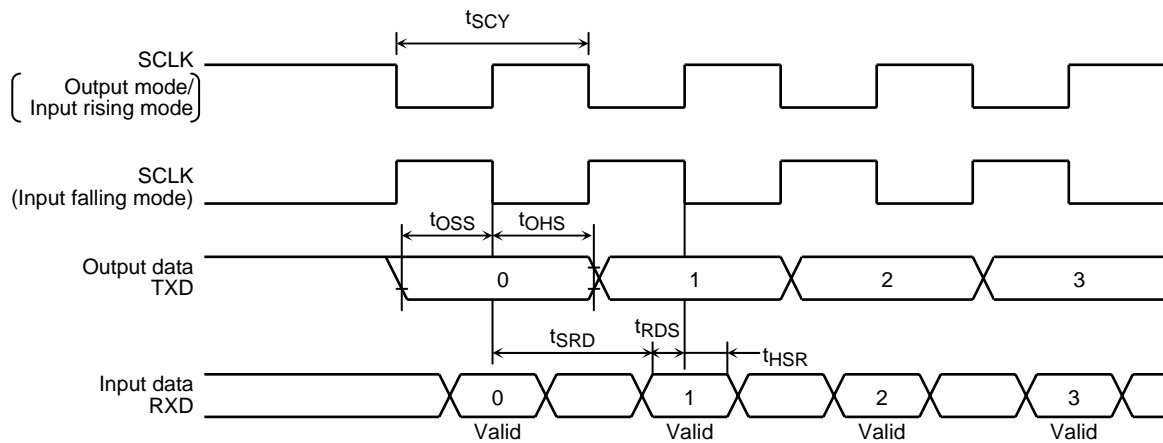 tSCY
SCLK
Output mode/
Input rising mode
SCLK
(Input falling mode)
tOSS
tOHS
Output data
TXD
0
1
2
3
tSRD
tRDS
tHSR
Input data
RXD
0
1
2
3
Valid
Valid
Valid
Valid